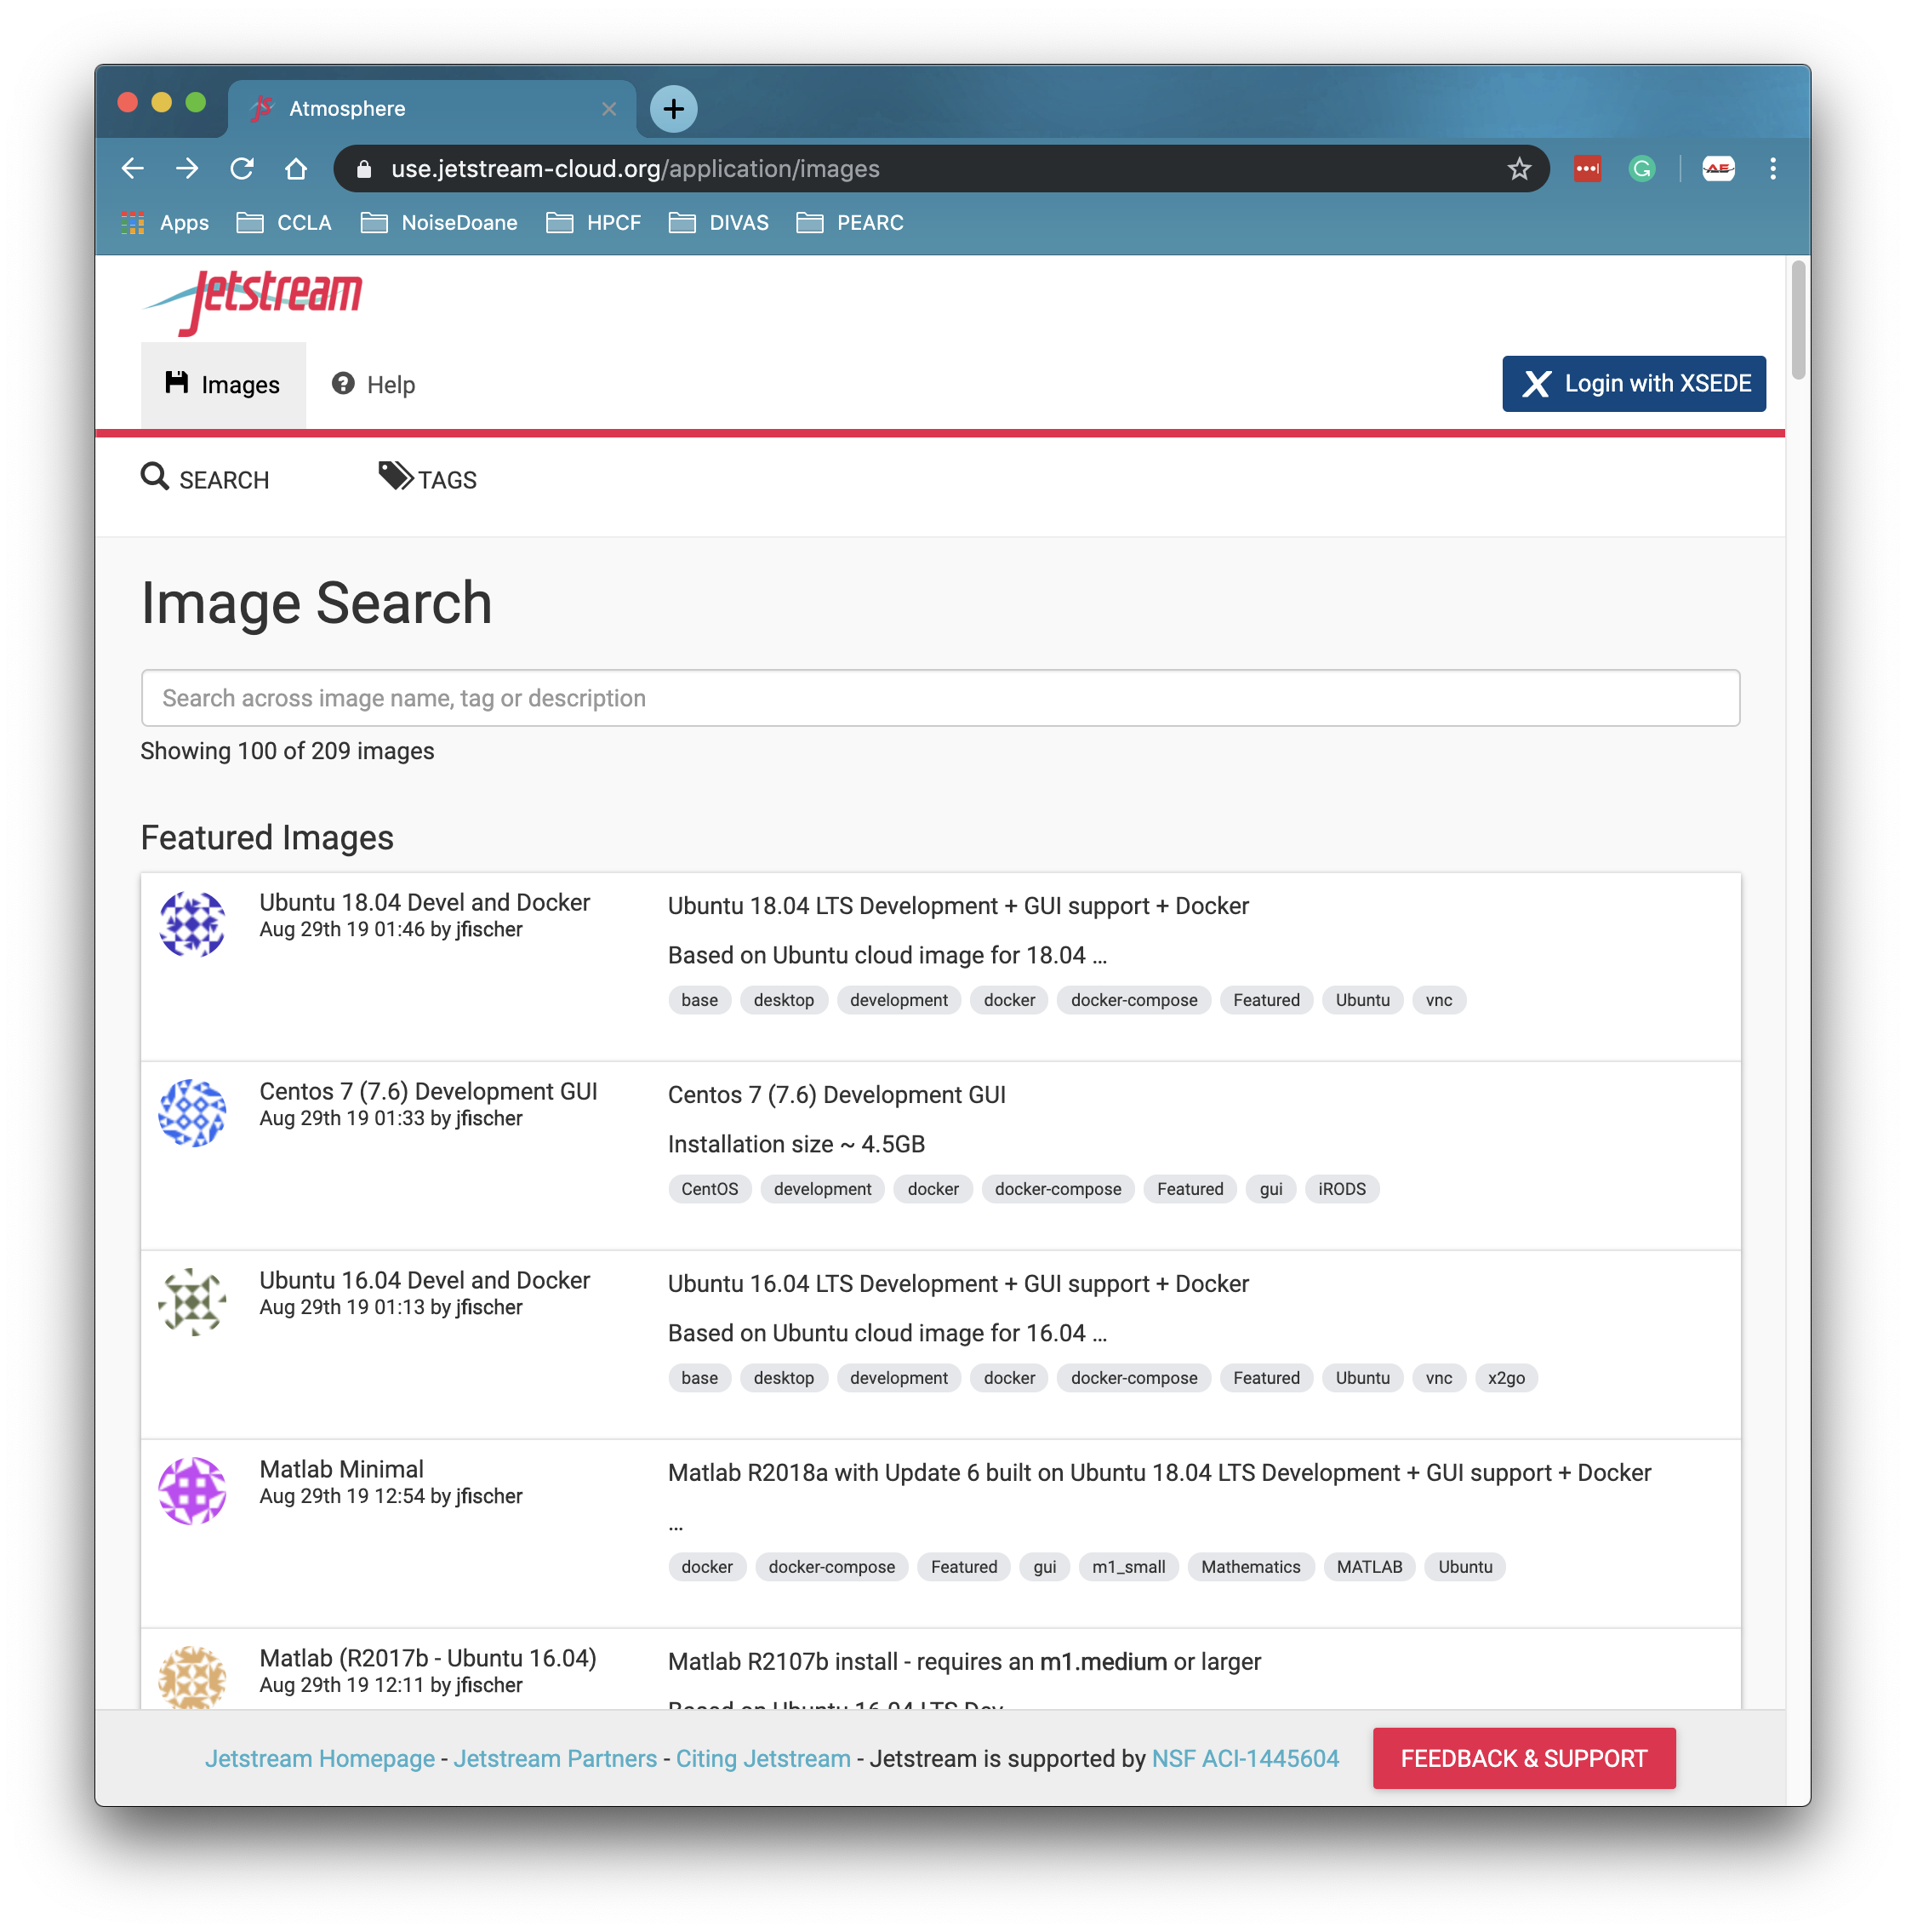 Atmosphere
use.jetstream-cloud.org/application/images
Apps CCLA NoiseDoane HPCF DIVAS PEARC
Jetstream
Images Help Login with XSEDE
SEARCH TAGS
Image Search
Search across image name, tag or description
Showing 100 of 209 images
Featured Images
Ubuntu 18.04 Devel and Docker
Aug 29th 19 01:46 by jfischer
Ubuntu 18.04 LTS Development + GUI support + Docker
Based on Ubuntu cloud image for 18.04 ...
base desktop development docker docker-compose Featured Ubuntu vnc
Centos 7 (7.6) Development GUI
Aug 29th 19 01:33 by jfischer
Centos 7 (7.6) Development GUI
Installation size ~ 4.5GB
CentOS development docker docker-compose Featured gui iRODS
Ubuntu 16.04 Devel and Docker
Aug 29th 19 01:13 by jfischer
Ubuntu 16.04 LTS Development + GUI support + Docker
Based on Ubuntu cloud image for 16.04 ...
base desktop development docker docker-compose Featured Ubuntu vnc x2go
Matlab Minimal
Aug 29th 19 12:54 by jfischer
Matlab R2018a with Update 6 built on Ubuntu 18.04 LTS Development + GUI support + Docker
...
docker docker-compose Featured gui m1_small Mathematics MATLAB Ubuntu
Matlab (R2017b - Ubuntu 16.04)
Aug 29th 19 12:11 by jfischer
Matlab R2107b install - requires an m1.medium or larger
Based on Ubuntu 16.04 LTS Dev
Jetstream Homepage - Jetstream Partners - Citing Jetstream - Jetstream is supported by NSF ACI-1445604 FEEDBACK & SUPPORT